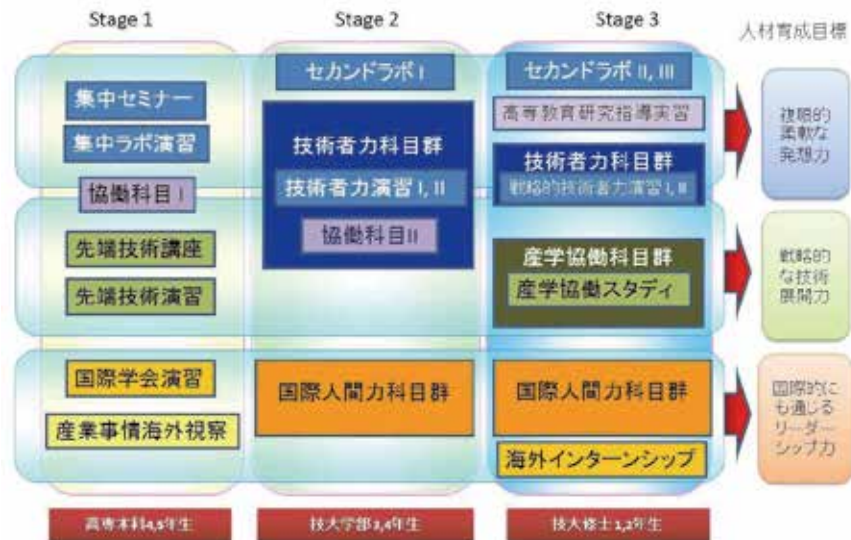 Stage 1
Stage 2
Stage 3
人材育成目標
集中セミナー
集中ラボ演習
協働科目 I
先端技術講座
先端技術演習
国際学会演習
産業事情海外視察
高専本科4,5年生
セカンドラボ I
技術者力科目群
技術者力演習 I, II
協働科目II
国際人間力科目群
技大学部3,4年生
セカンドラボ II, III
高等教育研究指導実習
技術者力科目群
戦略的技術者力演習 I, II
産学協働科目群
産学協働スタディ
国際人間力科目群
海外インターンシップ
技大修士1,2年生
複眼的
柔軟な
発想力
戦略的
な技術
展開力
国際的に
も通じる
リーダー
シップ力